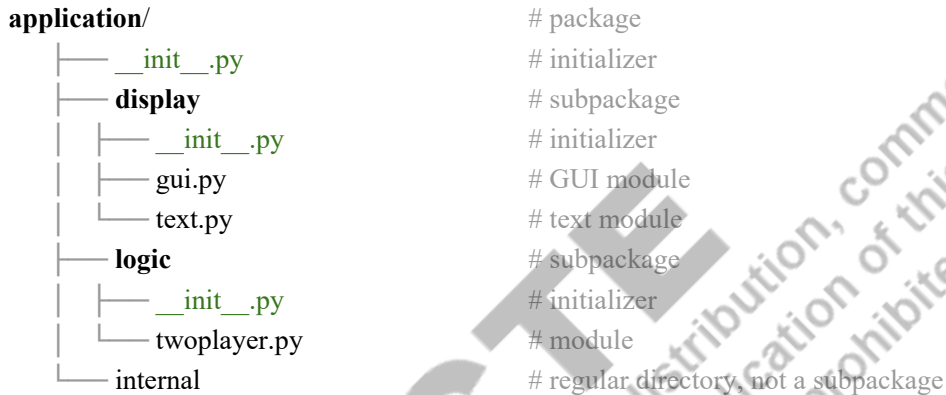 application/ # package
__init__.py # initializer
display # subpackage
__init__.py # initializer
gui.py # GUI module
text.py # text module
logic # subpackage
__init__.py # initializer
twoplayer.py # module
internal # regular directory, not a subpackage